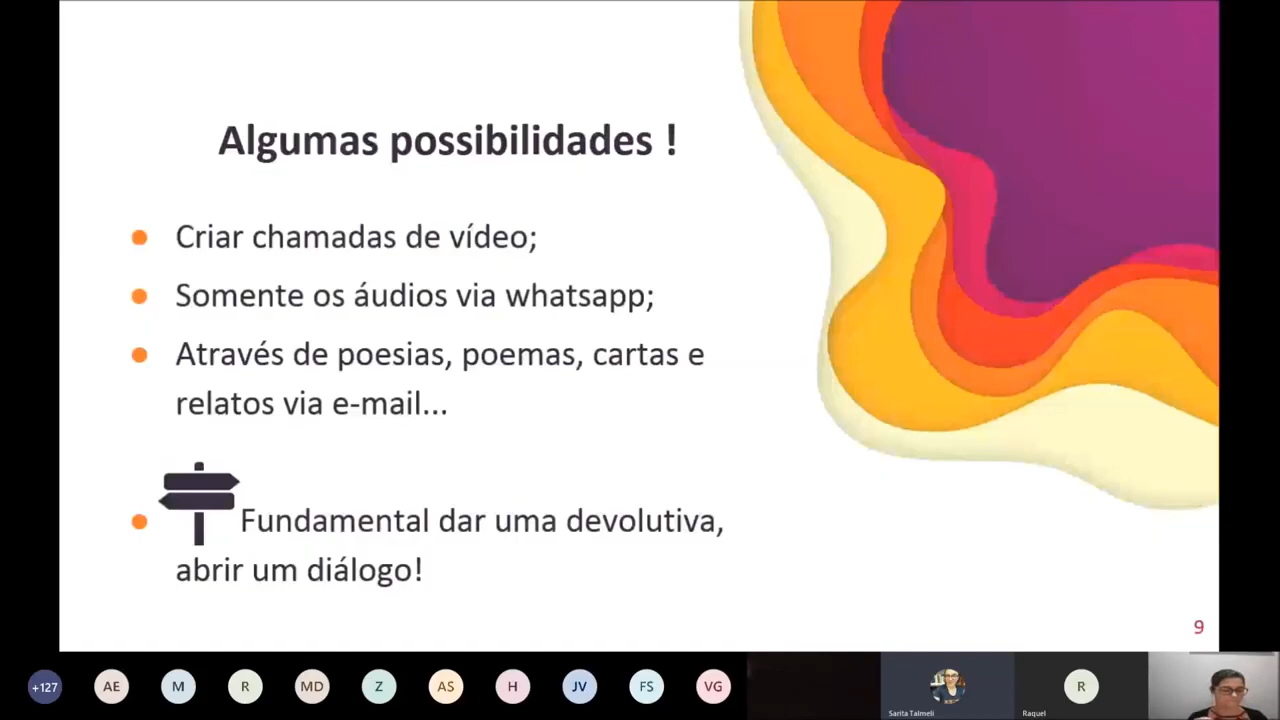 Algumas possibilidades !
Criar chamadas de vídeo;
Somente os áudios via whatsapp;
Através de poesias, poemas, cartas e
relatos via e-mail...
Fundamental dar uma devolutiva,
abrir um diálogo!
9
+127 AE M R MD Z AS H JV FS VG R
Sarita Talmeli Raquel